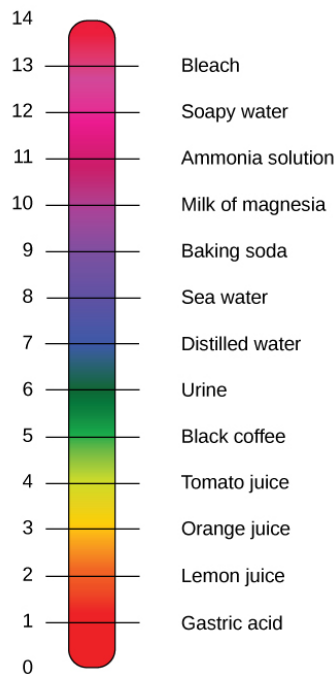 14
13 Bleach
12 Soapy water
11 Ammonia solution
10 Milk of magnesia
9 Baking soda
8 Sea water
7 Distilled water
6 Urine
5 Black coffee
4 Tomato juice
3 Orange juice
2 Lemon juice
1 Gastric acid
0